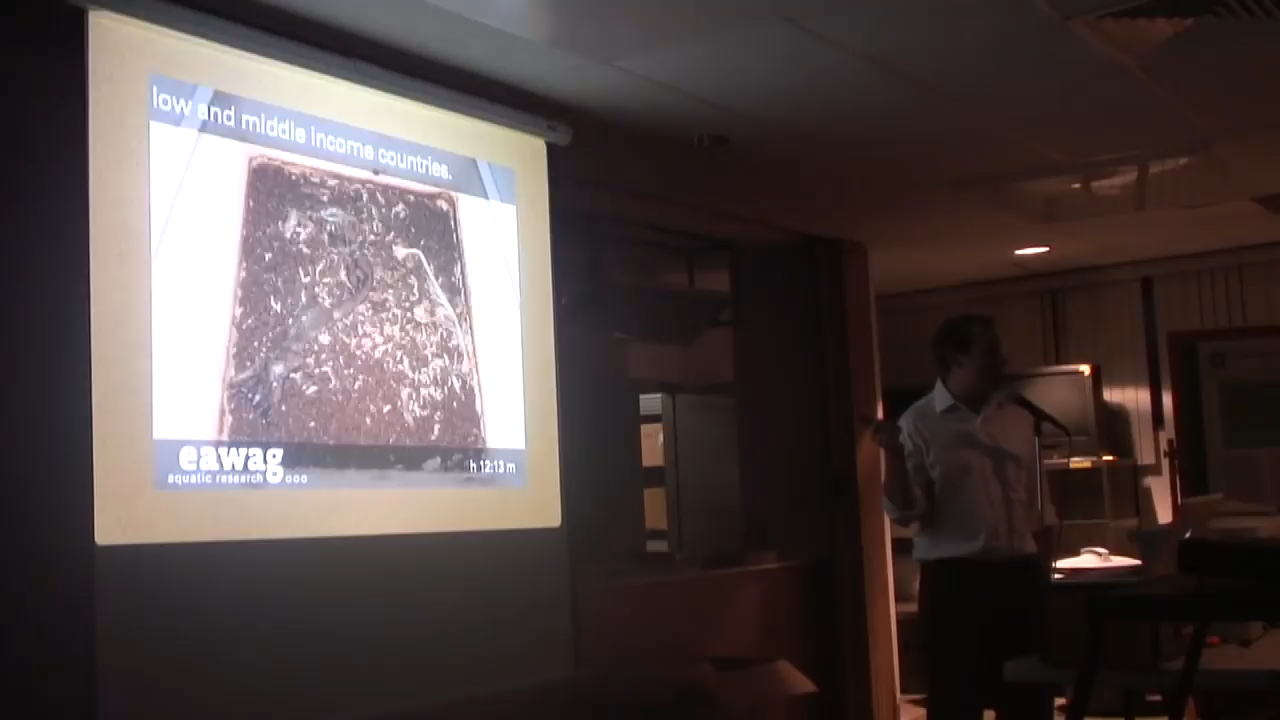 low and middle income countries.
eawag
aquatic research
h 12:13 m